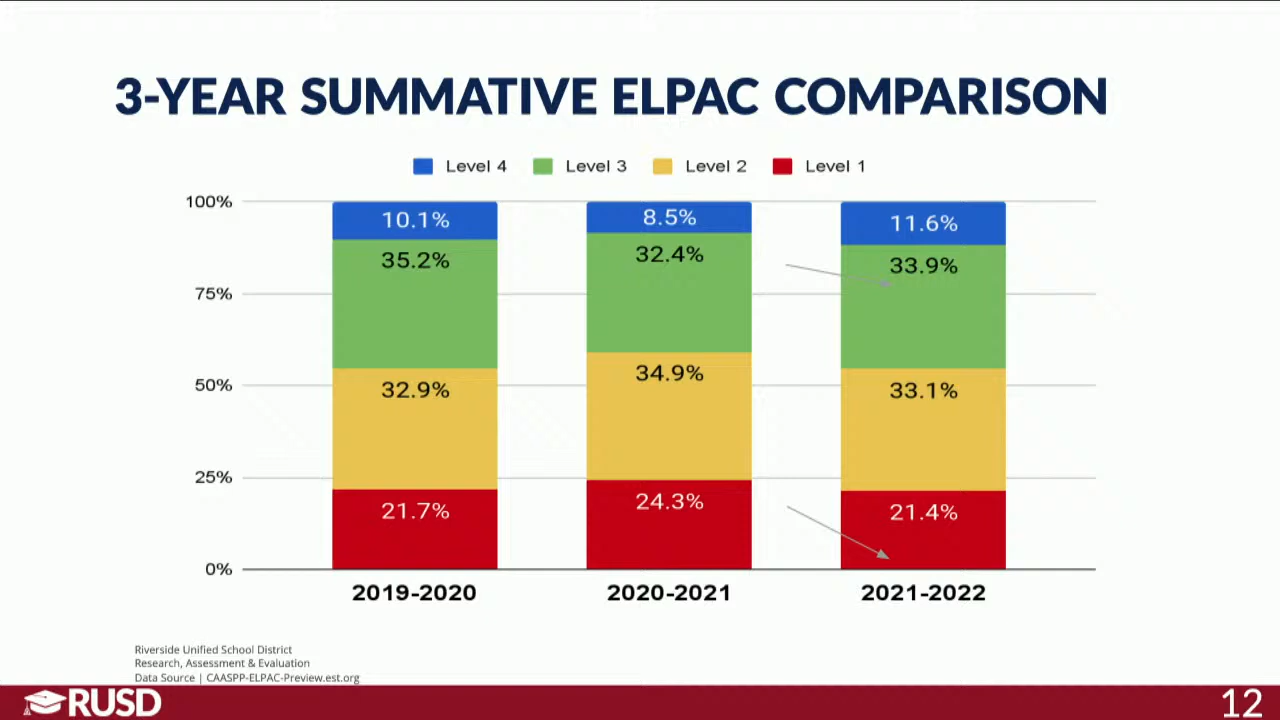 3-YEAR SUMMATIVE ELPAC COMPARISON
Level 4 Level 3 Level 2 Level 1
100%
75%
50%
25%
0%
10.1%
35.2%
32.9%
21.7%
8.5%
32.4%
34.9%
24.3%
11.6%
33.9%
33.1%
21.4%
2019-2020 2020-2021 2021-2022
Riverside Unified School District
Research, Assessment & Evaluation
Data Source | CAASPP-ELPAC-Preview.est.org
RUSD
12